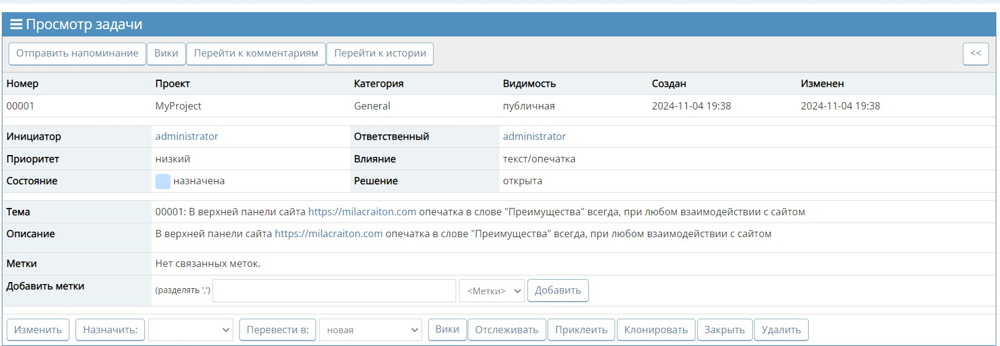 Просмотр задачи
Отправить напоминание Вики Перейти к комментариям Перейти к истории <<
Номер Проект Категория Видимость Создан Изменен
00001 MyProject General публичная 2024-11-04 19:38 2024-11-04 19:38
Инициатор administrator Ответственный administrator
Приоритет низкий Влияние текст/опечатка
Состояние назначена Решение открыта
Тема 00001: В верхней панели сайта https://milacraiton.com опечатка в слове "Преимущества" всегда, при любом взаимодействии с сайтом
Описание В верхней панели сайта https://milacraiton.com опечатка в слове "Преимущества" всегда, при любом взаимодействии с сайтом
Метки Нет связанных меток.
Добавить метки (разделять ',') <Метки> Добавить
Изменить Назначить: Перевести в: новая Вики Отслеживать Приклеить Клонировать Закрыть Удалить